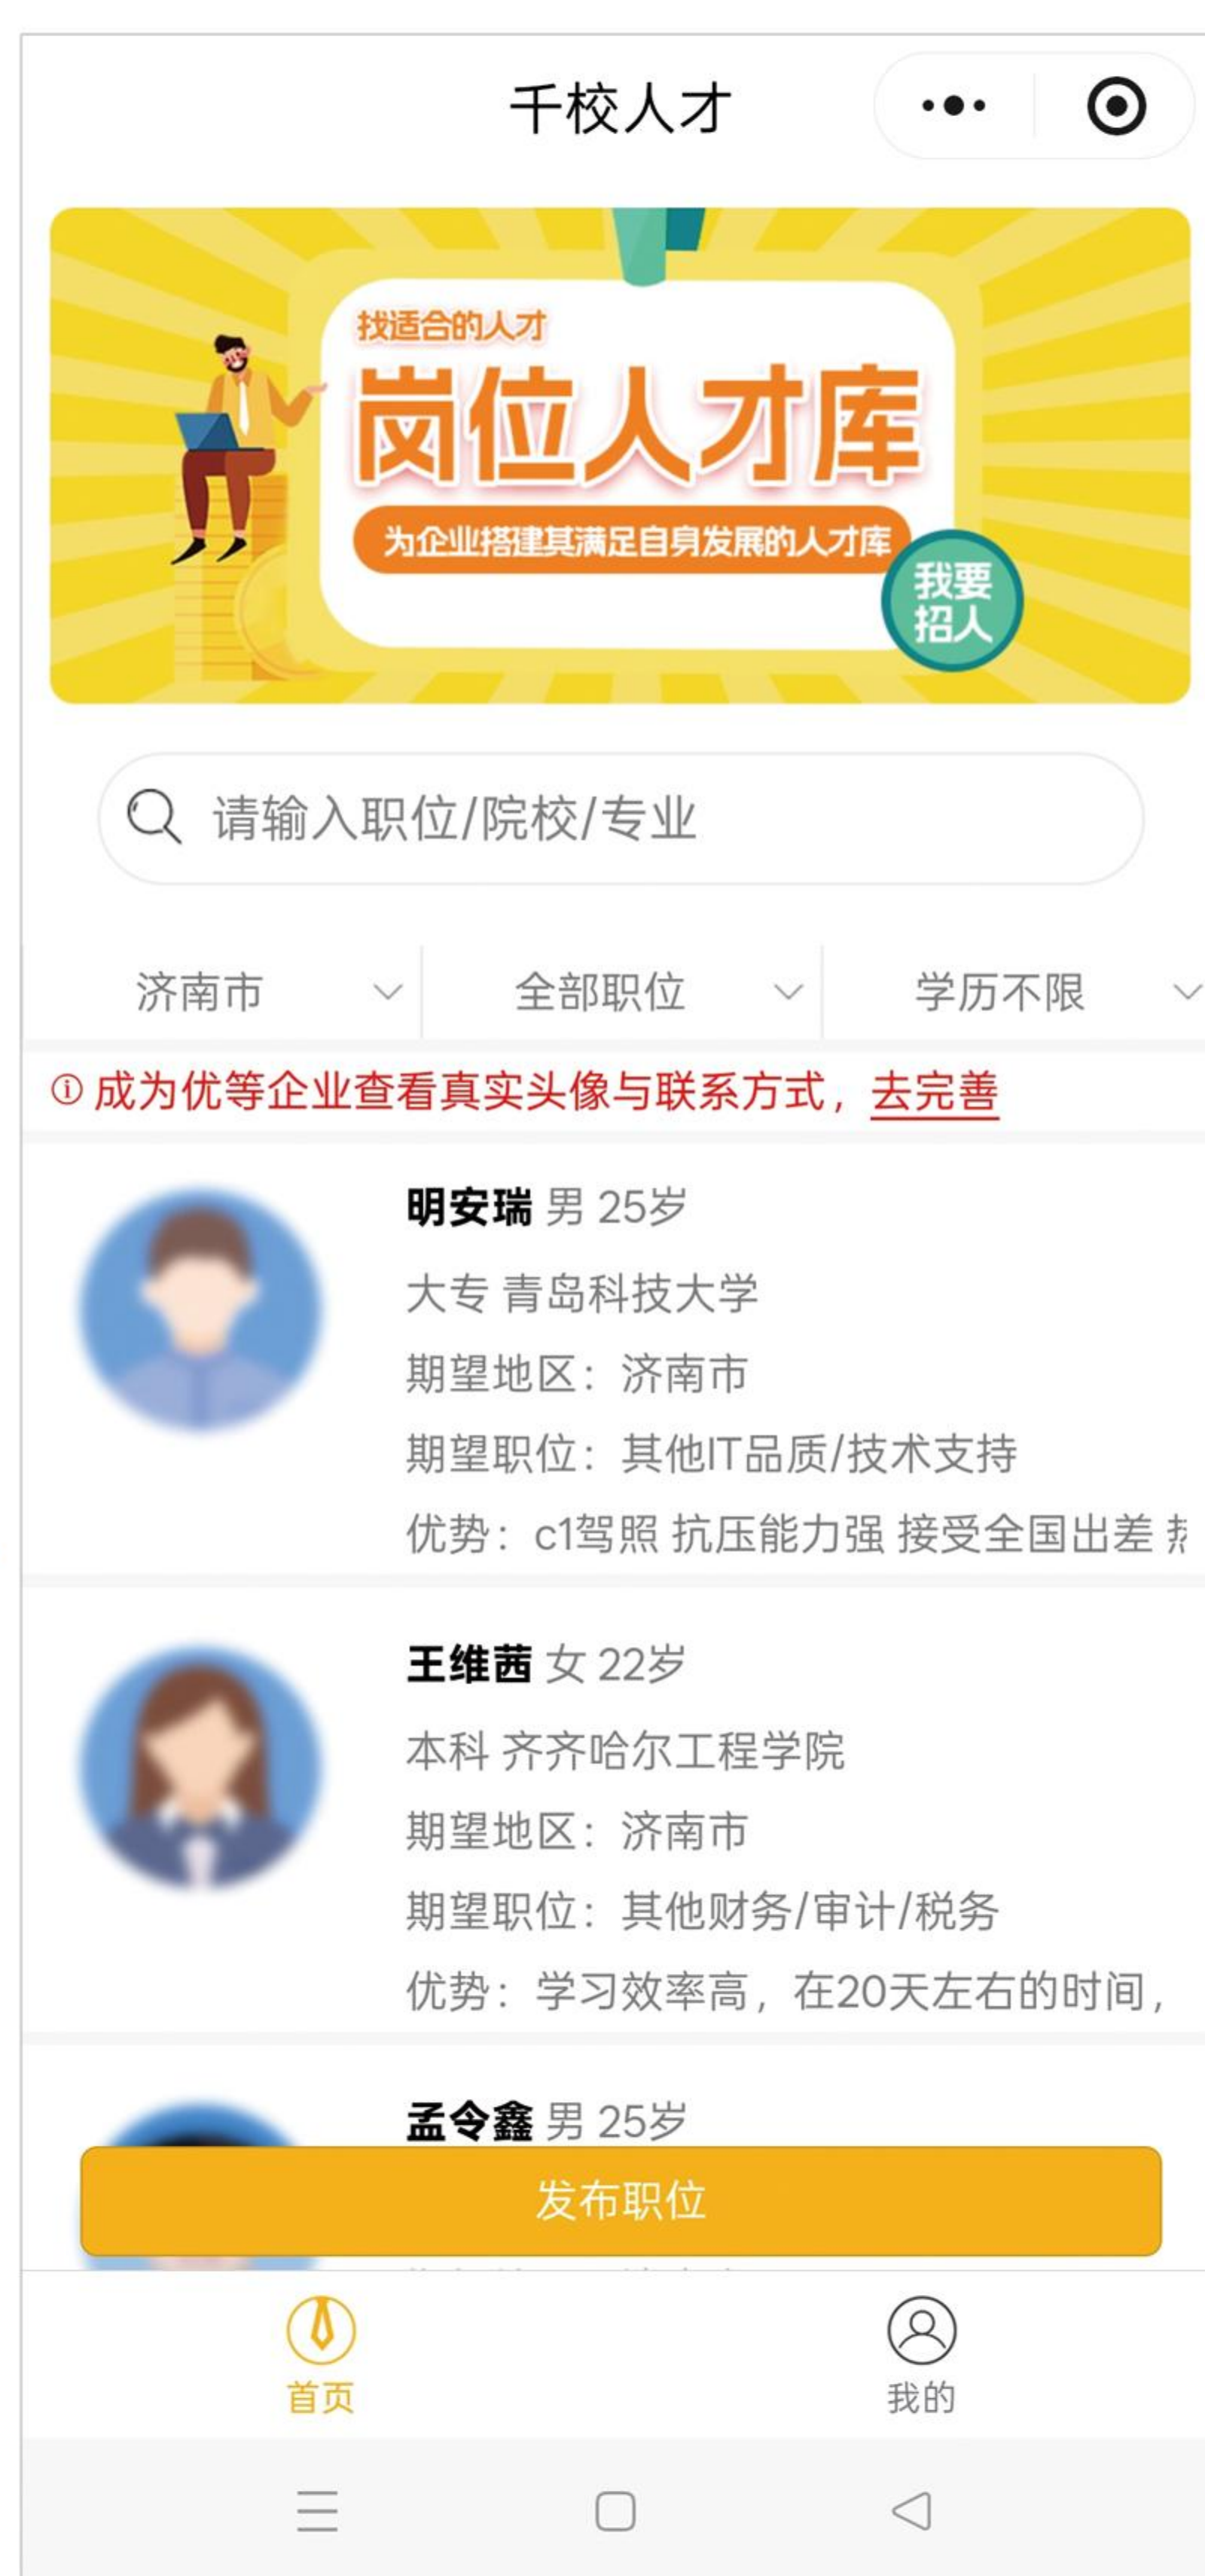 千校人才
找适合的人才
岗位人才库
为企业搭建其满足自身发展的人才库
我要
招人
请输入职位/院校/专业
济南市 全部职位 学历不限
成为优等企业查看真实头像与联系方式，去完善
明安瑞 男 25岁
大专 青岛科技大学
期望地区：济南市
期望职位：其他IT品质/技术支持
优势：c1驾照 抗压能力强 接受全国出差
王维茜 女 22岁
本科 齐齐哈尔工程学院
期望地区：济南市
期望职位：其他财务/审计/税务
优势：学习效率高，在20天左右的时间，
孟令鑫 男 25岁
发布职位
首页 我的